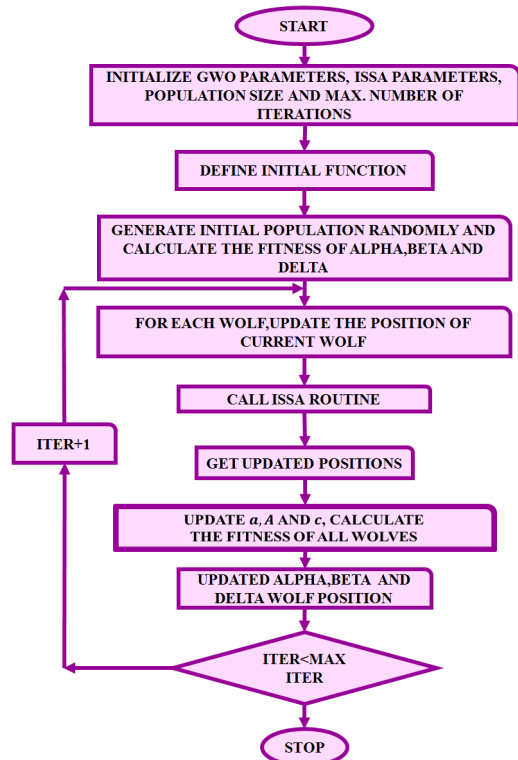 START
INITIALIZE GWO PARAMETERS, ISSA PARAMETERS,
POPULATION SIZE AND MAX. NUMBER OF
ITERATIONS
DEFINE INITIAL FUNCTION
GENERATE INITIAL POPULATION RANDOMLY AND
CALCULATE THE FITNESS OF ALPHA,BETA AND
DELTA
FOR EACH WOLF,UPDATE THE POSITION OF
CURRENT WOLF
CALL ISSA ROUTINE
ITER+1
GET UPDATED POSITIONS
UPDATE a, A AND c, CALCULATE
THE FITNESS OF ALL WOLVES
UPDATED ALPHA,BETA AND
DELTA WOLF POSITION
ITER<MAX
ITER
STOP